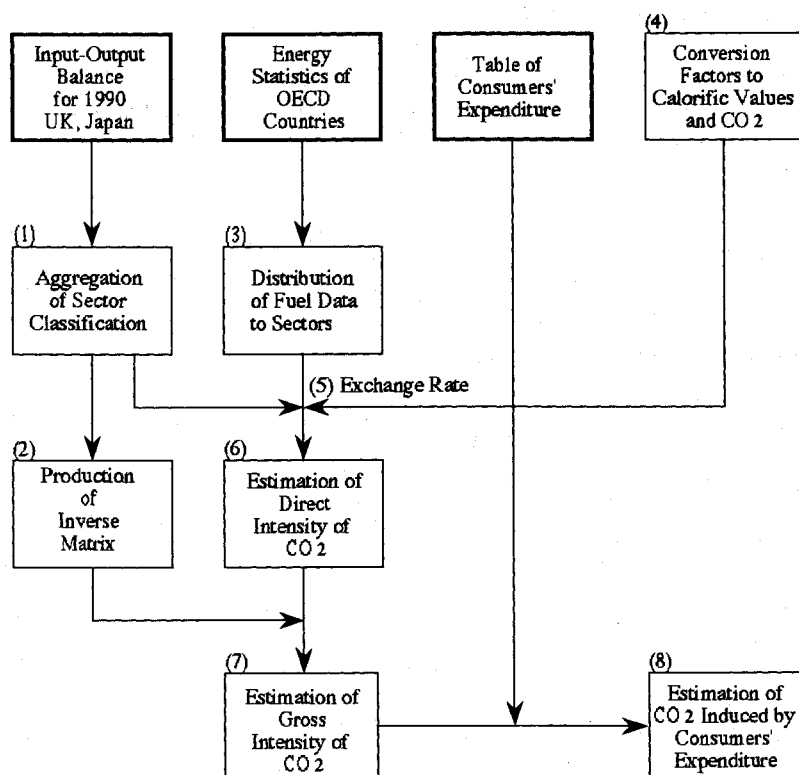 Input-Output
Balance
for 1990
UK, Japan
Energy
Statistics of
OECD
Countries
Table of
Consumers'
Expenditure
(4)
Conversion
Factors to
Calorific Values
and CO 2
(1)
Aggregation
of Sector
Classification
(3)
Distribution
of Fuel Data
to Sectors
(5) Exchange Rate
(2)
Production
of
Inverse
Matrix
(6)
Estimation of
Direct
Intensity of
CO 2
(7)
Estimation of
Gross
Intensity of
CO 2
(8)
Estimation of
CO 2 Induced by
Consumers'
Expenditure